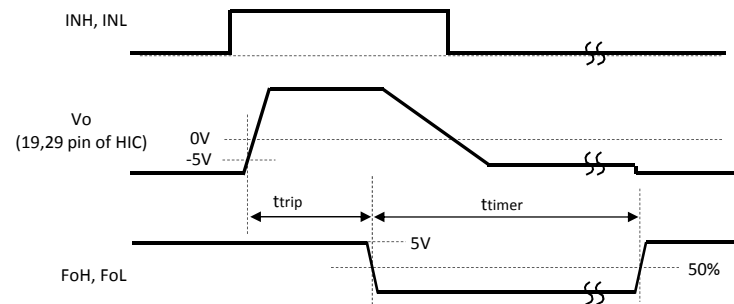 INH, INL
Vo
(19,29 pin of HIC)
0V
-5V
ttrip
ttimer
5V
50%
FoH, FoL